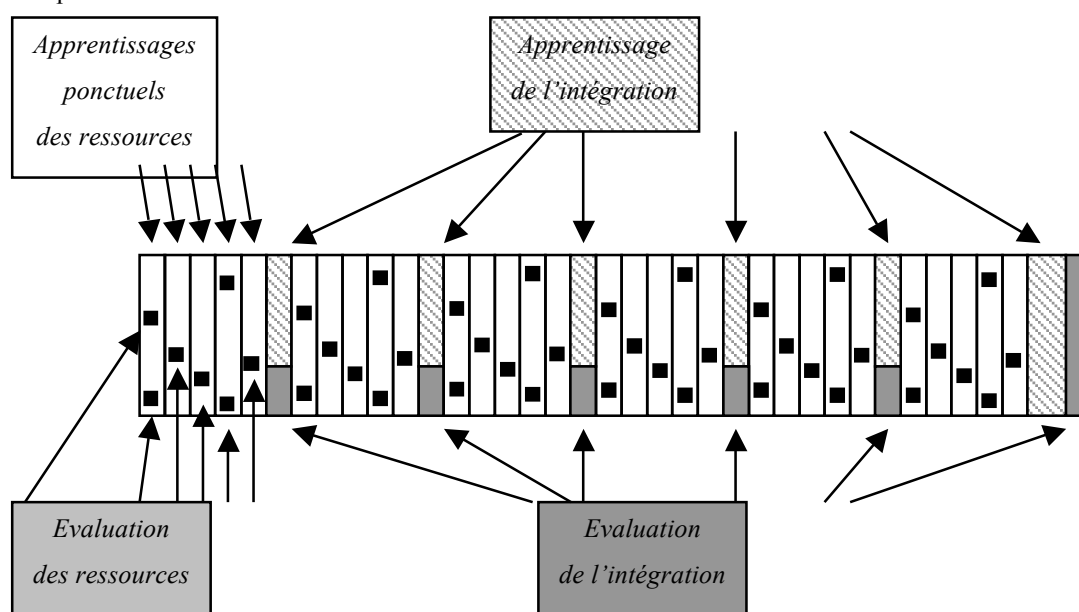 Apprentissages
ponctuels
des ressources
Apprentissage
de l'intégration
Evaluation
des ressources
Evaluation
de l'intégration